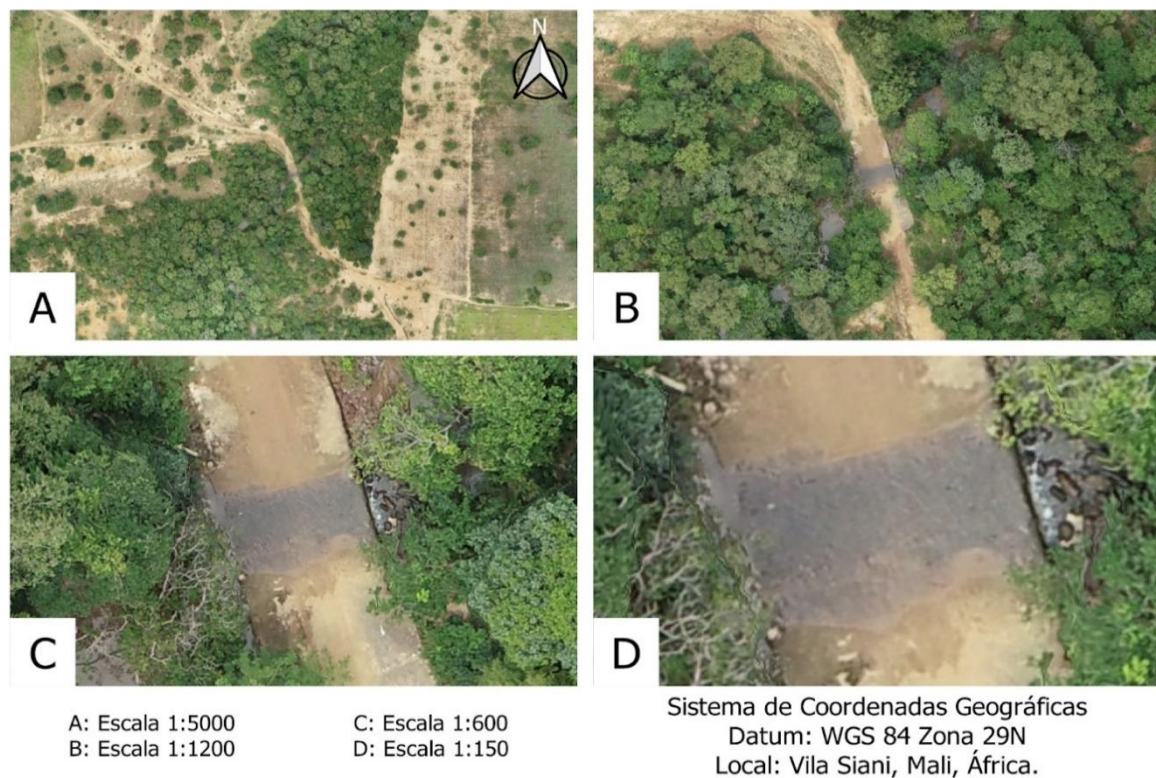 N
A
B
C
D
A: Escala 1:5000
B: Escala 1:1200
C: Escala 1:600
D: Escala 1:150
Sistema de Coordenadas Geográficas
Datum: WGS 84 Zona 29N
Local: Vila Siani, Mali, África.